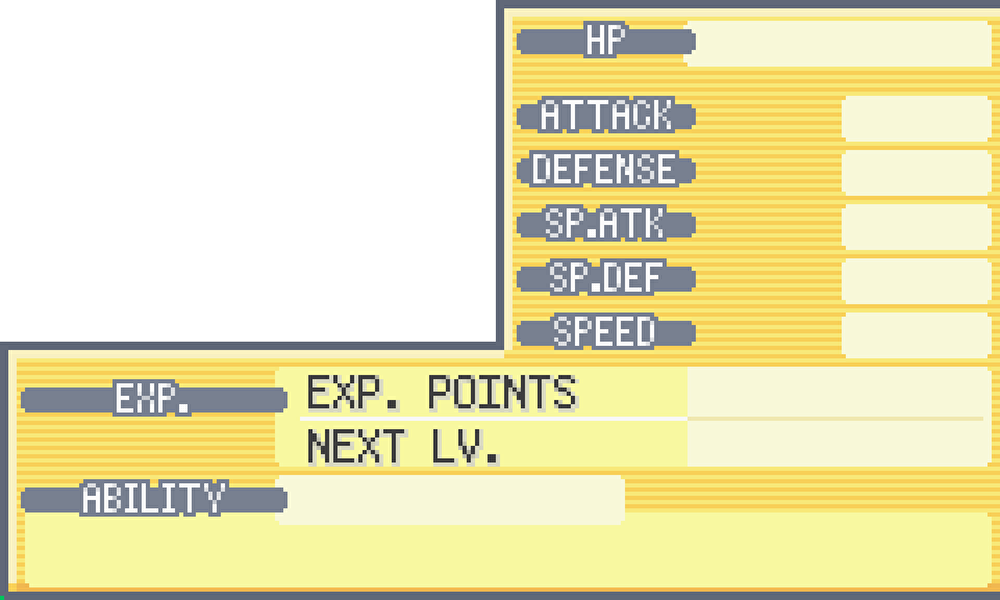 HP
ATTACK
DEFENSE
SP.ATK
SP.DEF
SPEED
EXP.
EXP. POINTS
NEXT LV.
ABILITY